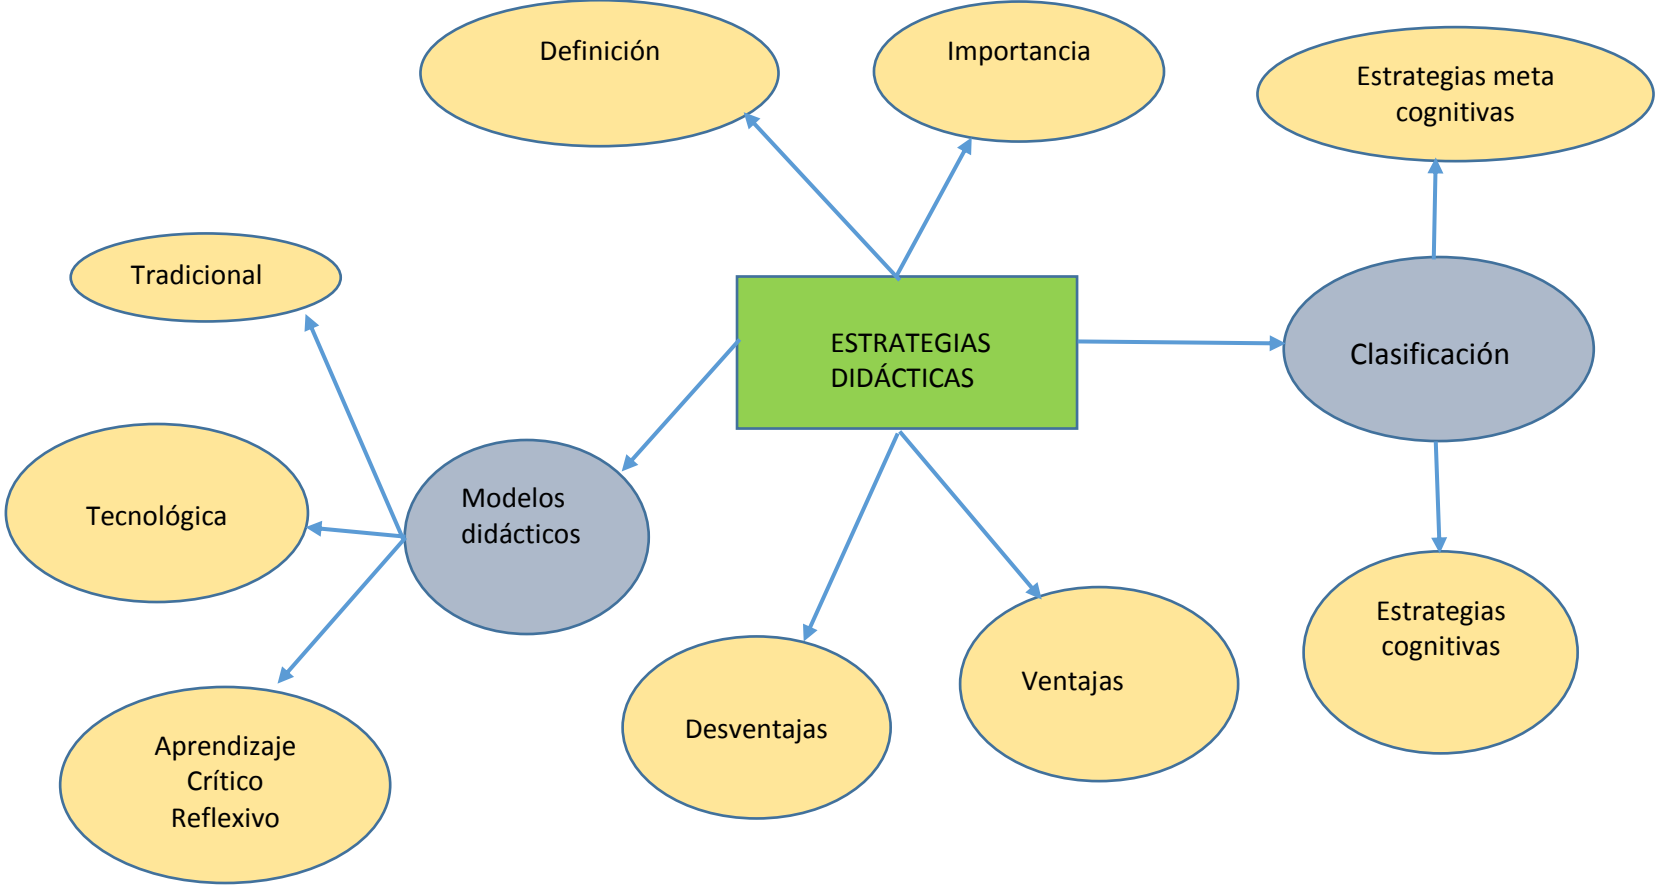 Definición
Importancia
Estrategias meta
cognitivas
Tradicional
ESTRATEGIAS
DIDÁCTICAS
Clasificación
Tecnológica
Modelos
didácticos
Estrategias
cognitivas
Ventajas
Desventajas
Aprendizaje
Crítico
Reflexivo